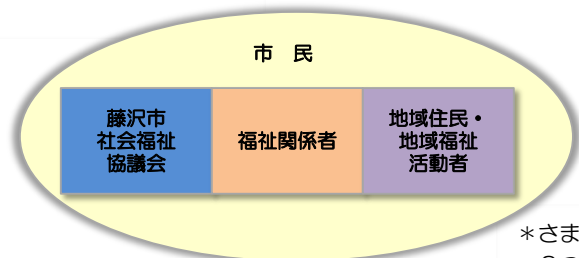 市 民
藤沢市
社会福祉
協議会
福祉関係者
地域住民・
地域福祉
活動者
＊さま